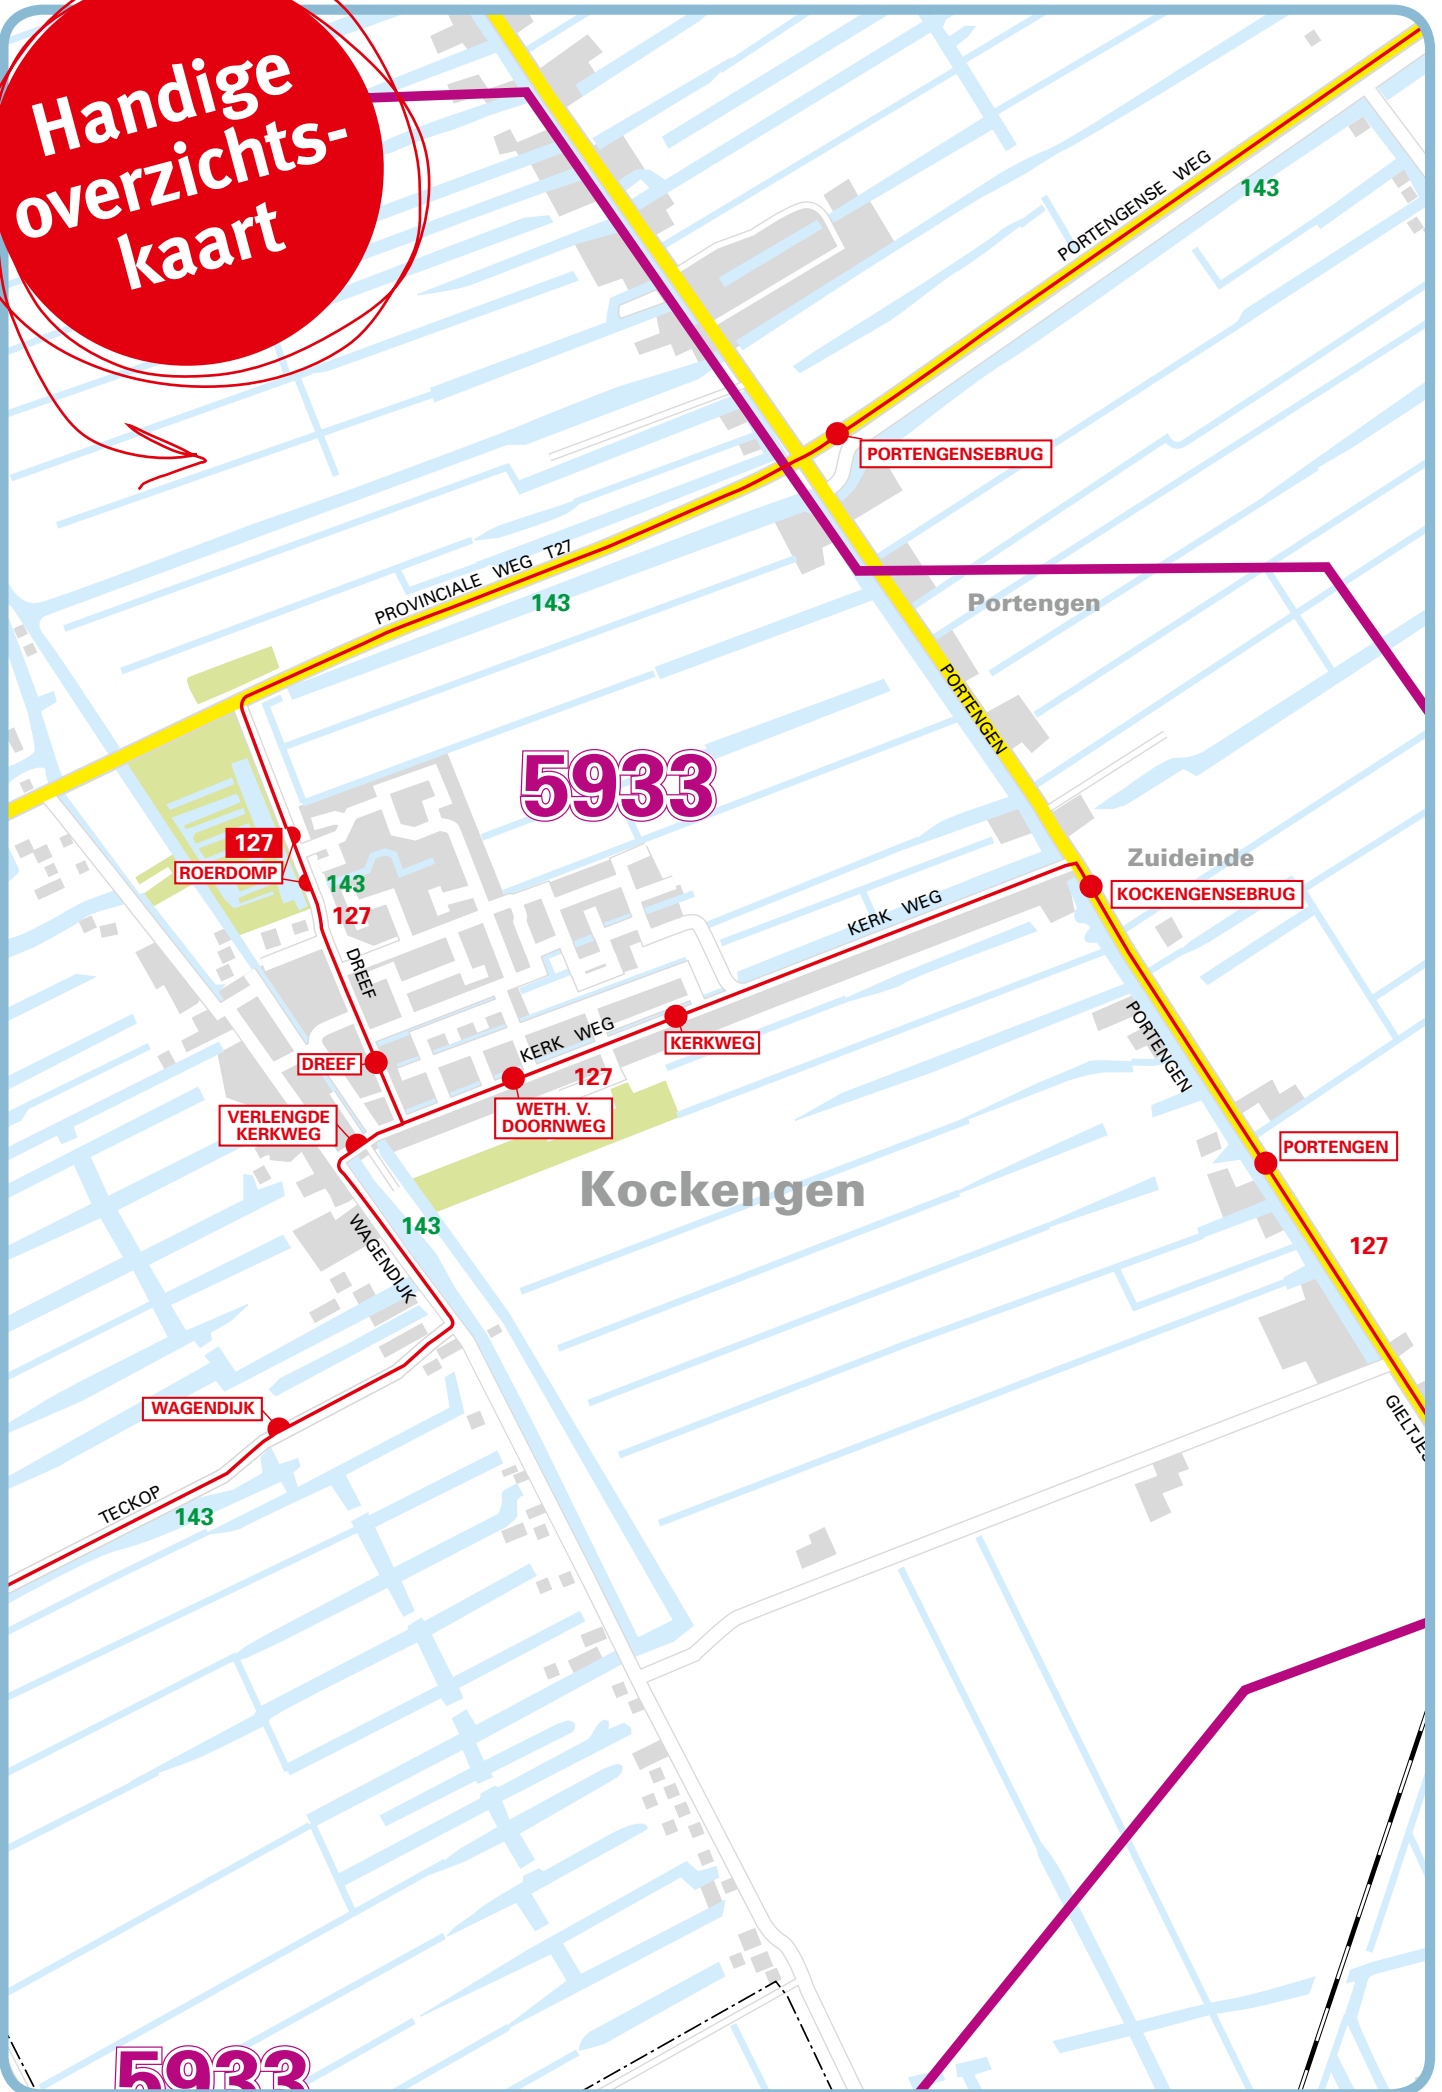 Handige
overzichts-
kaart
PORTENGENSE WEG
143
PORTENGENSEBRUG
PROVINCIALE WEG T27
143
Portengen
PORTENGEN
5933
127
ROERDOMP
143
127
Zuideinde
KOCKENGENSEBRUG
KERK WEG
DREEF
KERK WEG
KERKWEG
PORTENGEN
DREEF
127
WETH. V.
DOORNWEG
VERLENGDE
KERKWEG
PORTENGEN
Kockengen
143
WAGENDIJK
127
WAGENDIJK
TECKOP
143
5933